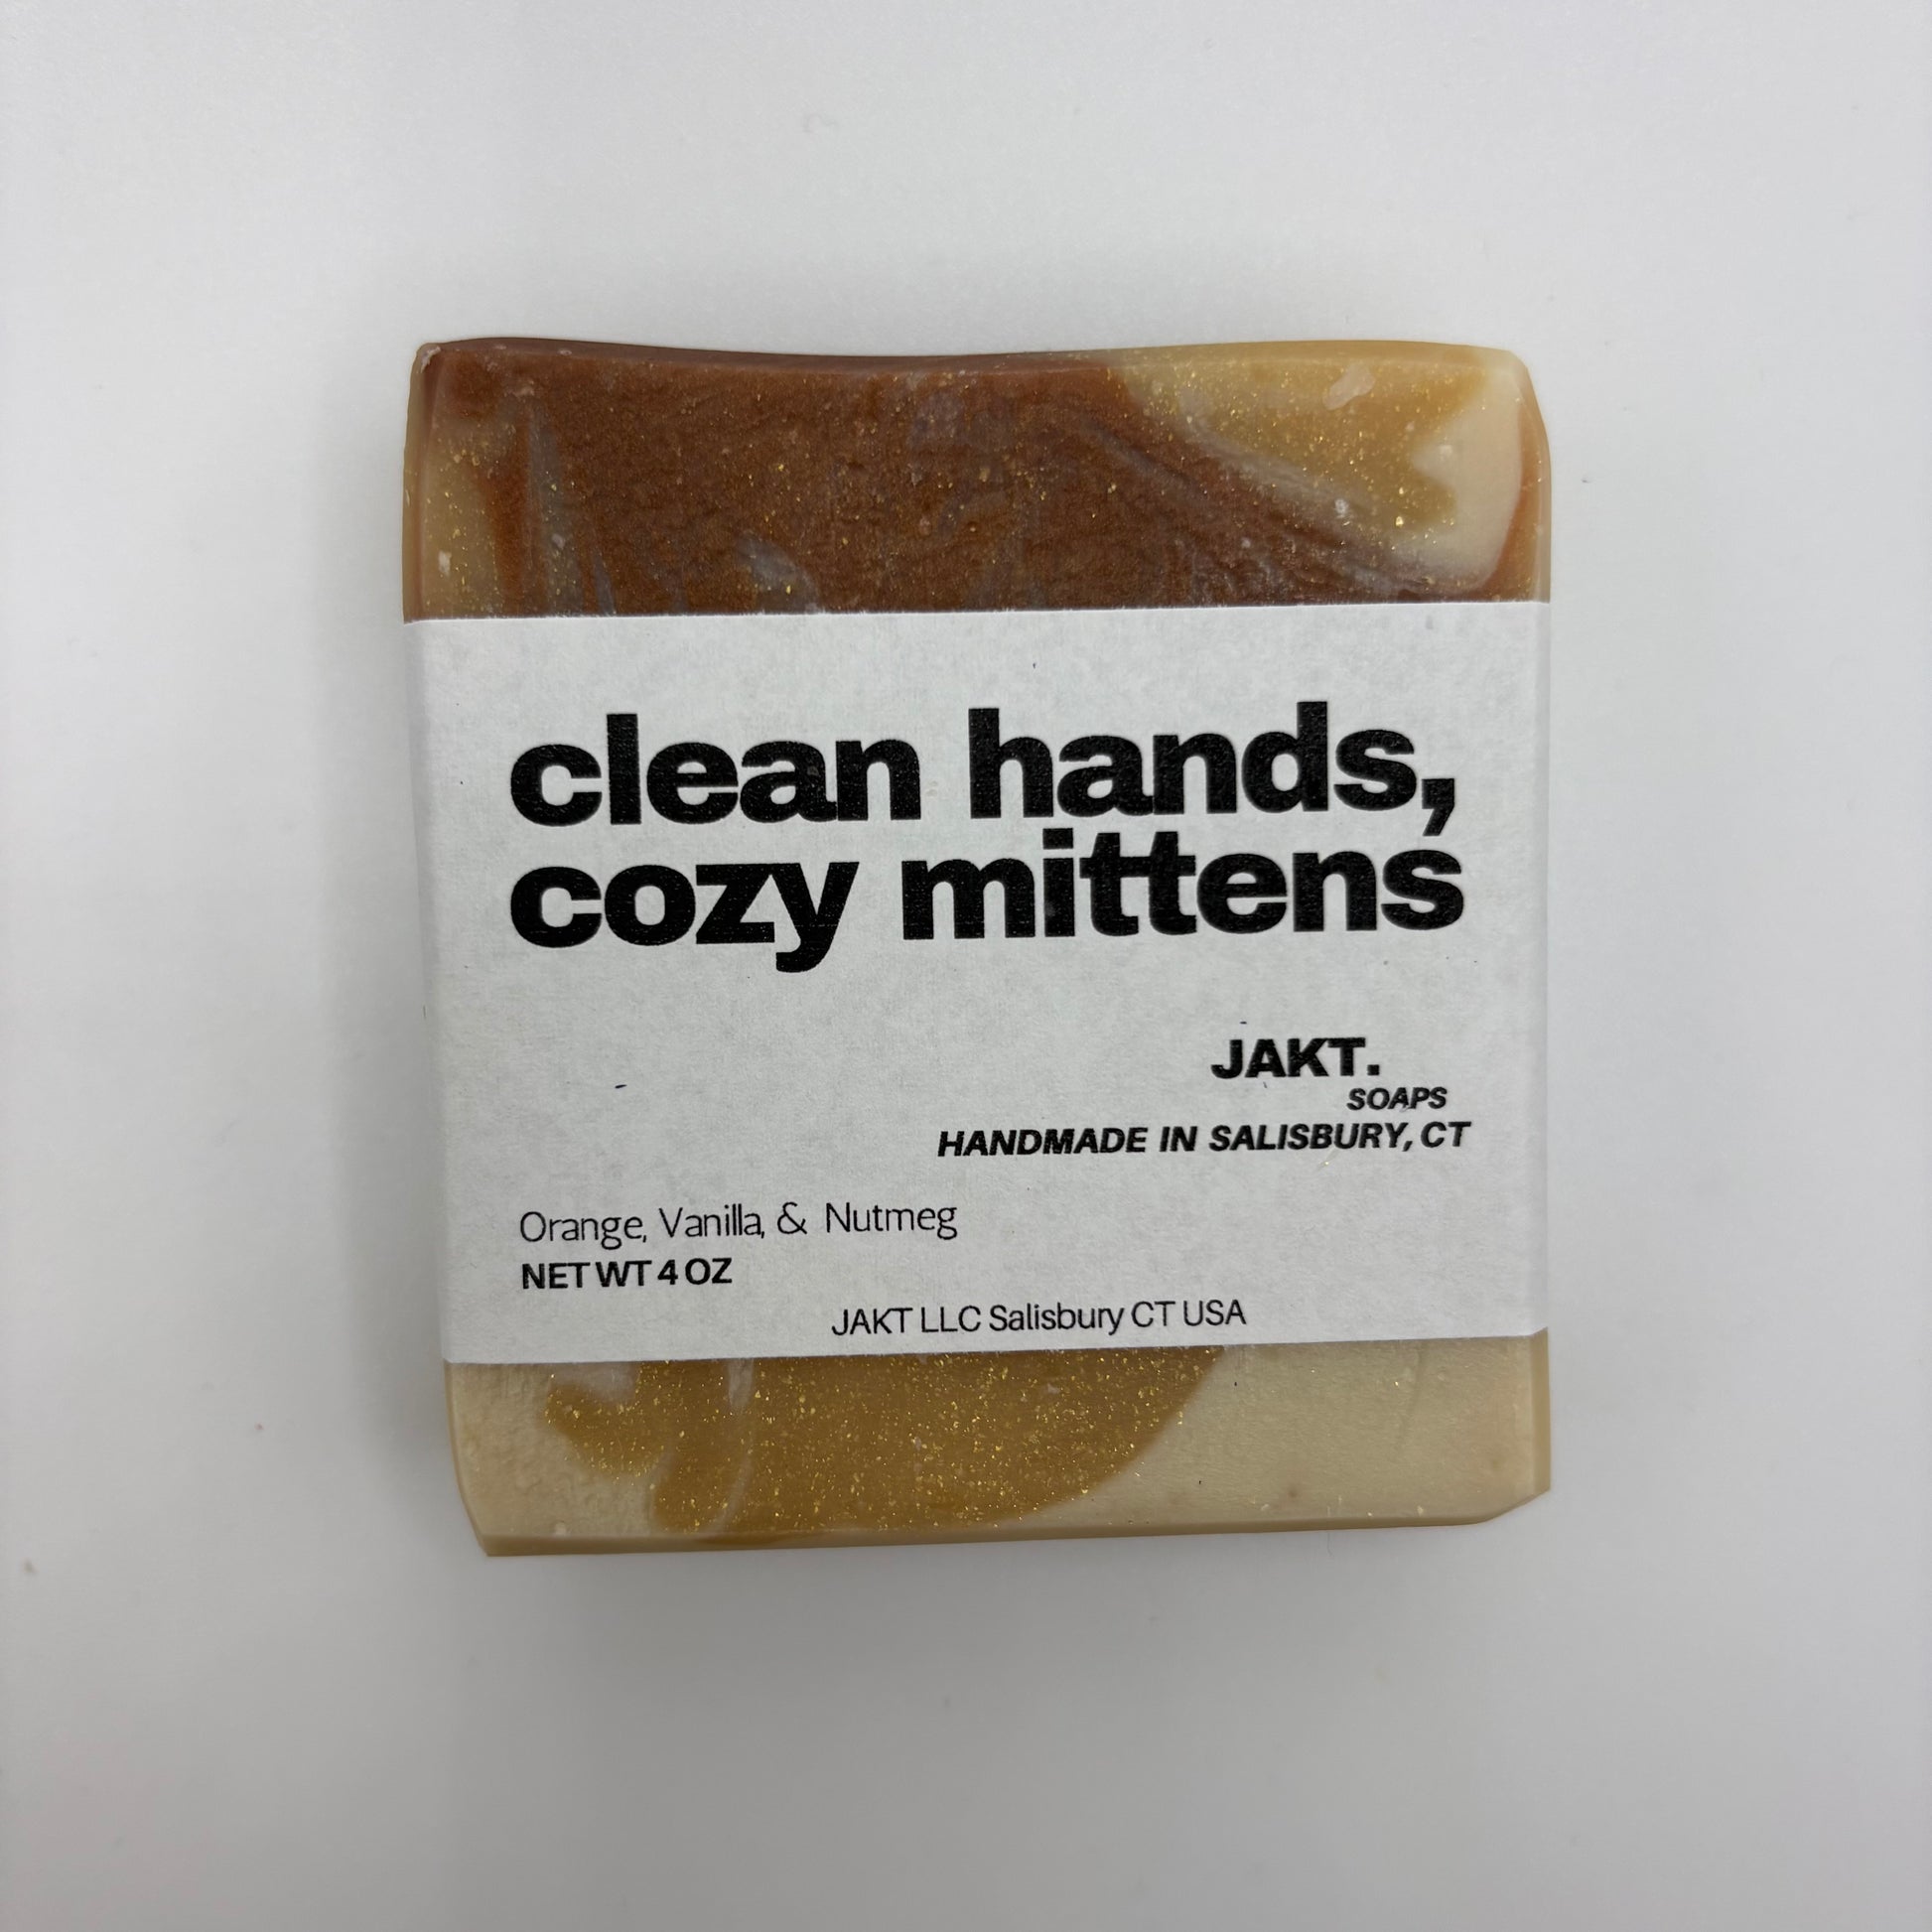 clean hands,
cozy mittens
JAKT.
SOAPS
HANDMADE IN SALISBURY, CT
Orange, Vanilla, & Nutmeg
NET WT 4 OZ
JAKT LLC Salisbury CT USA